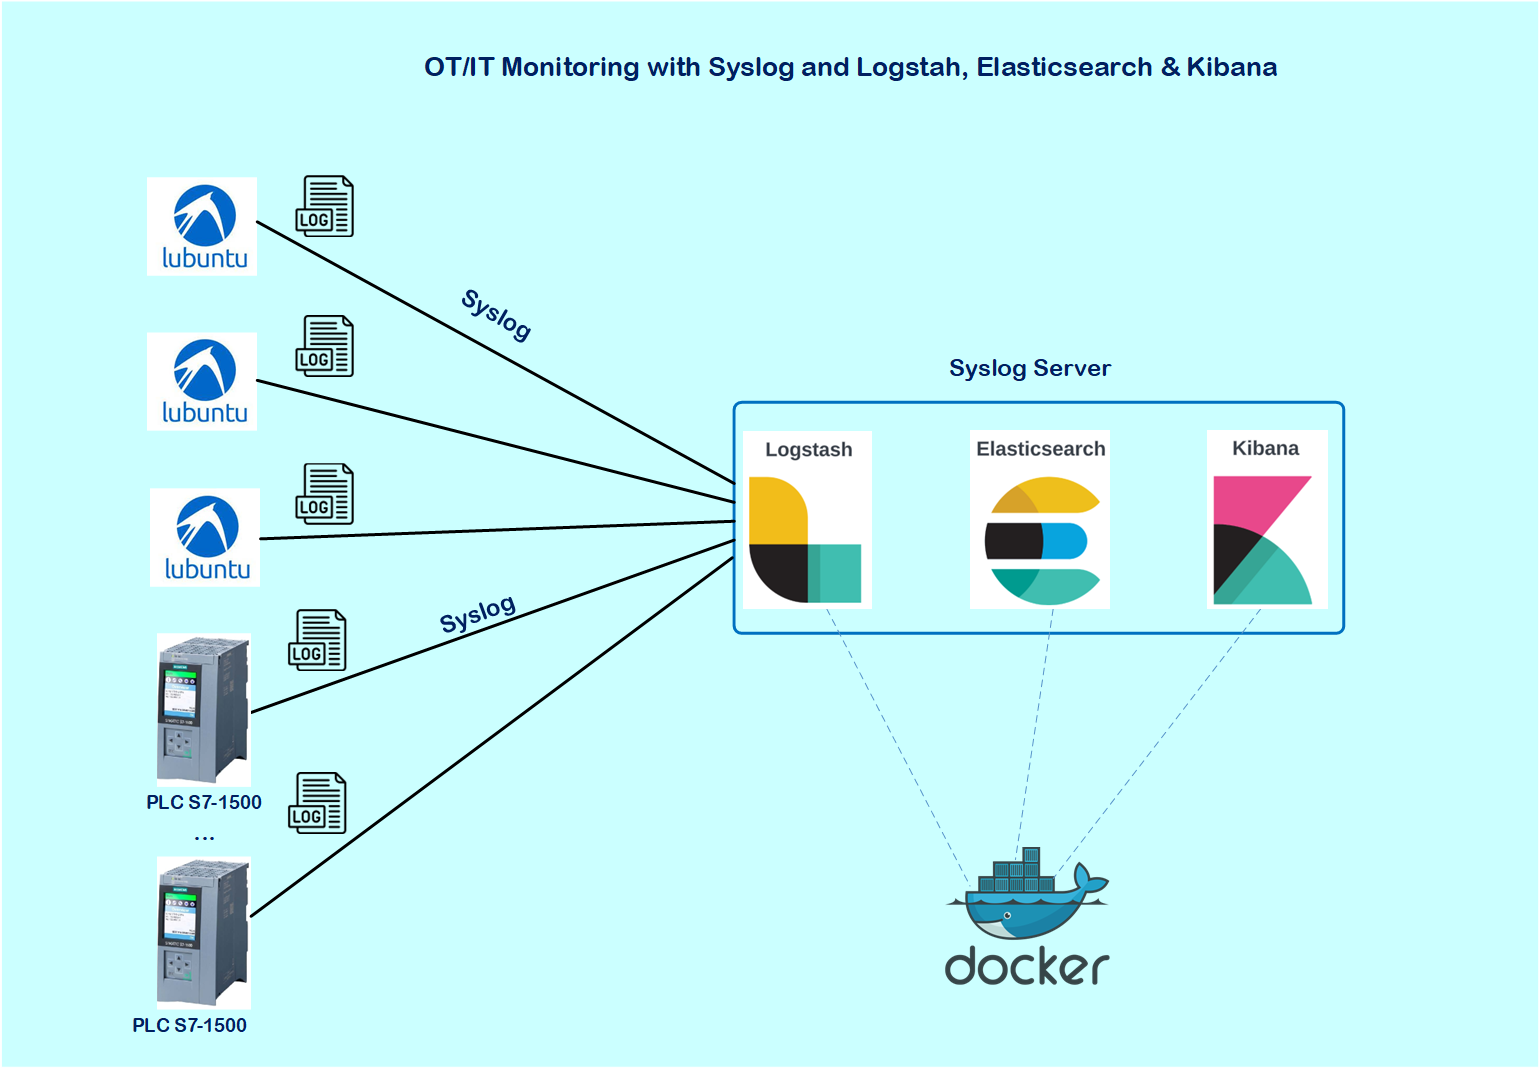 OT/IT Monitoring with Syslog and Logstah, Elasticsearch & Kibana
LOG
lubuntu
Syslog
LOG
lubuntu
Syslog Server
Logstash
Elasticsearch
Kibana
LOG
lubuntu
Syslog
LOG
PLC S7-1500
...
LOG
docker
PLC S7-1500